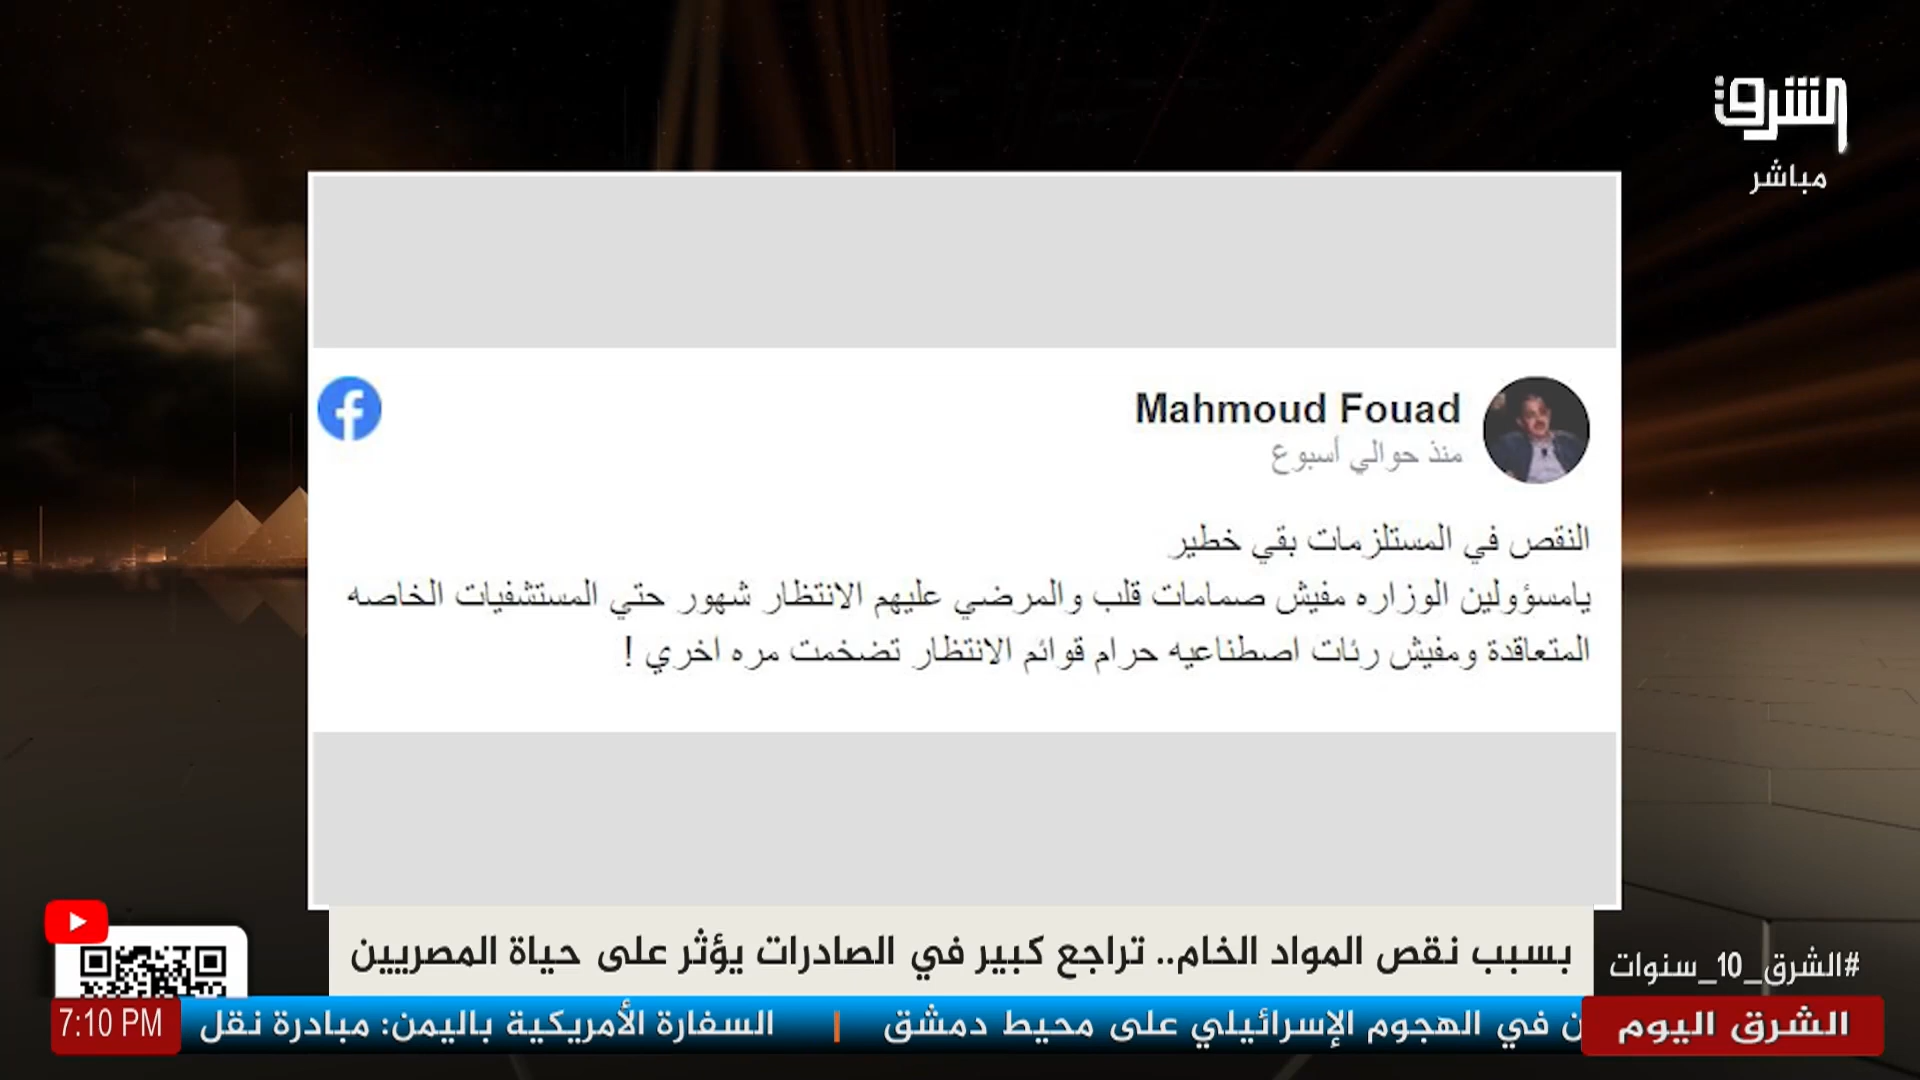 الشرق
مباشر
Mahmoud Fouad
منذ حوالي أسبوع
النقص في المستلزمات بقي خطير
يامسؤولين الوزاره مفيش صمامات قلب والمرضي عليهم الانتظار شهور حتي المستشفيات الخاصه
المتعاقدة ومفيش رئات اصطناعيه حرام قوائم الانتظار تضخمت مره اخري !
بسبب نقص المواد الخام.. تراجع كبير في الصادرات يؤثر على حياة المصريين
#الشرق_10_سنوات
الشرق اليوم
ن في الهجوم الإسرائيلي على محيط دمشق | السفارة الأمريكية باليمن: مبادرة نقل
7:10 PM